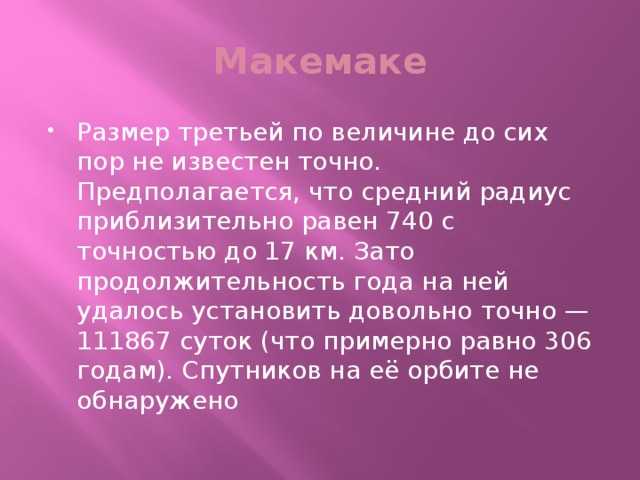 Макемаке
• Размер третьей по величине до сих
пор не известен точно.
Предполагается, что средний радиус
приблизительно равен 740 с
точностью до 17 км. Зато
продолжительность года на ней
удалось установить довольно точно —
111867 суток (что примерно равно 306
годам). Спутников на её орбите не
обнаружено